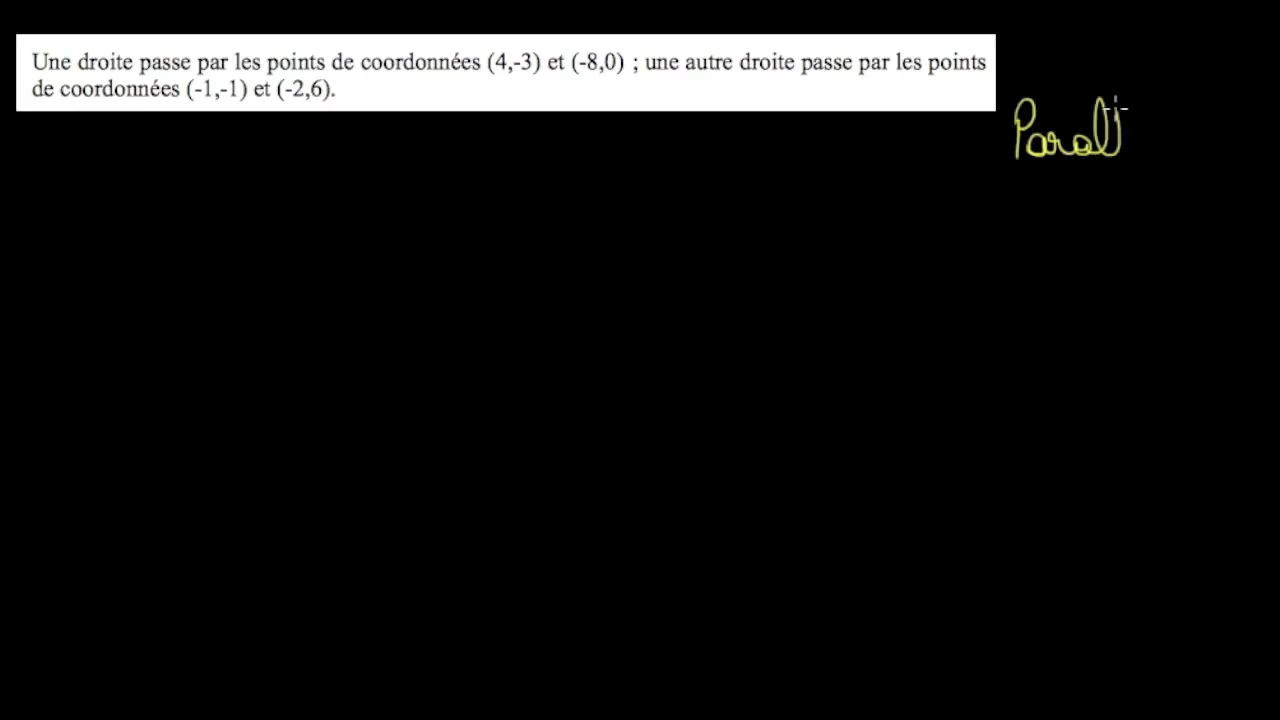 Une droite passe par les points de coordonnées (4,-3) et (-8,0) ; une autre droite passe par les points
de coordonnées (-1,-1) et (-2,6).
Parall